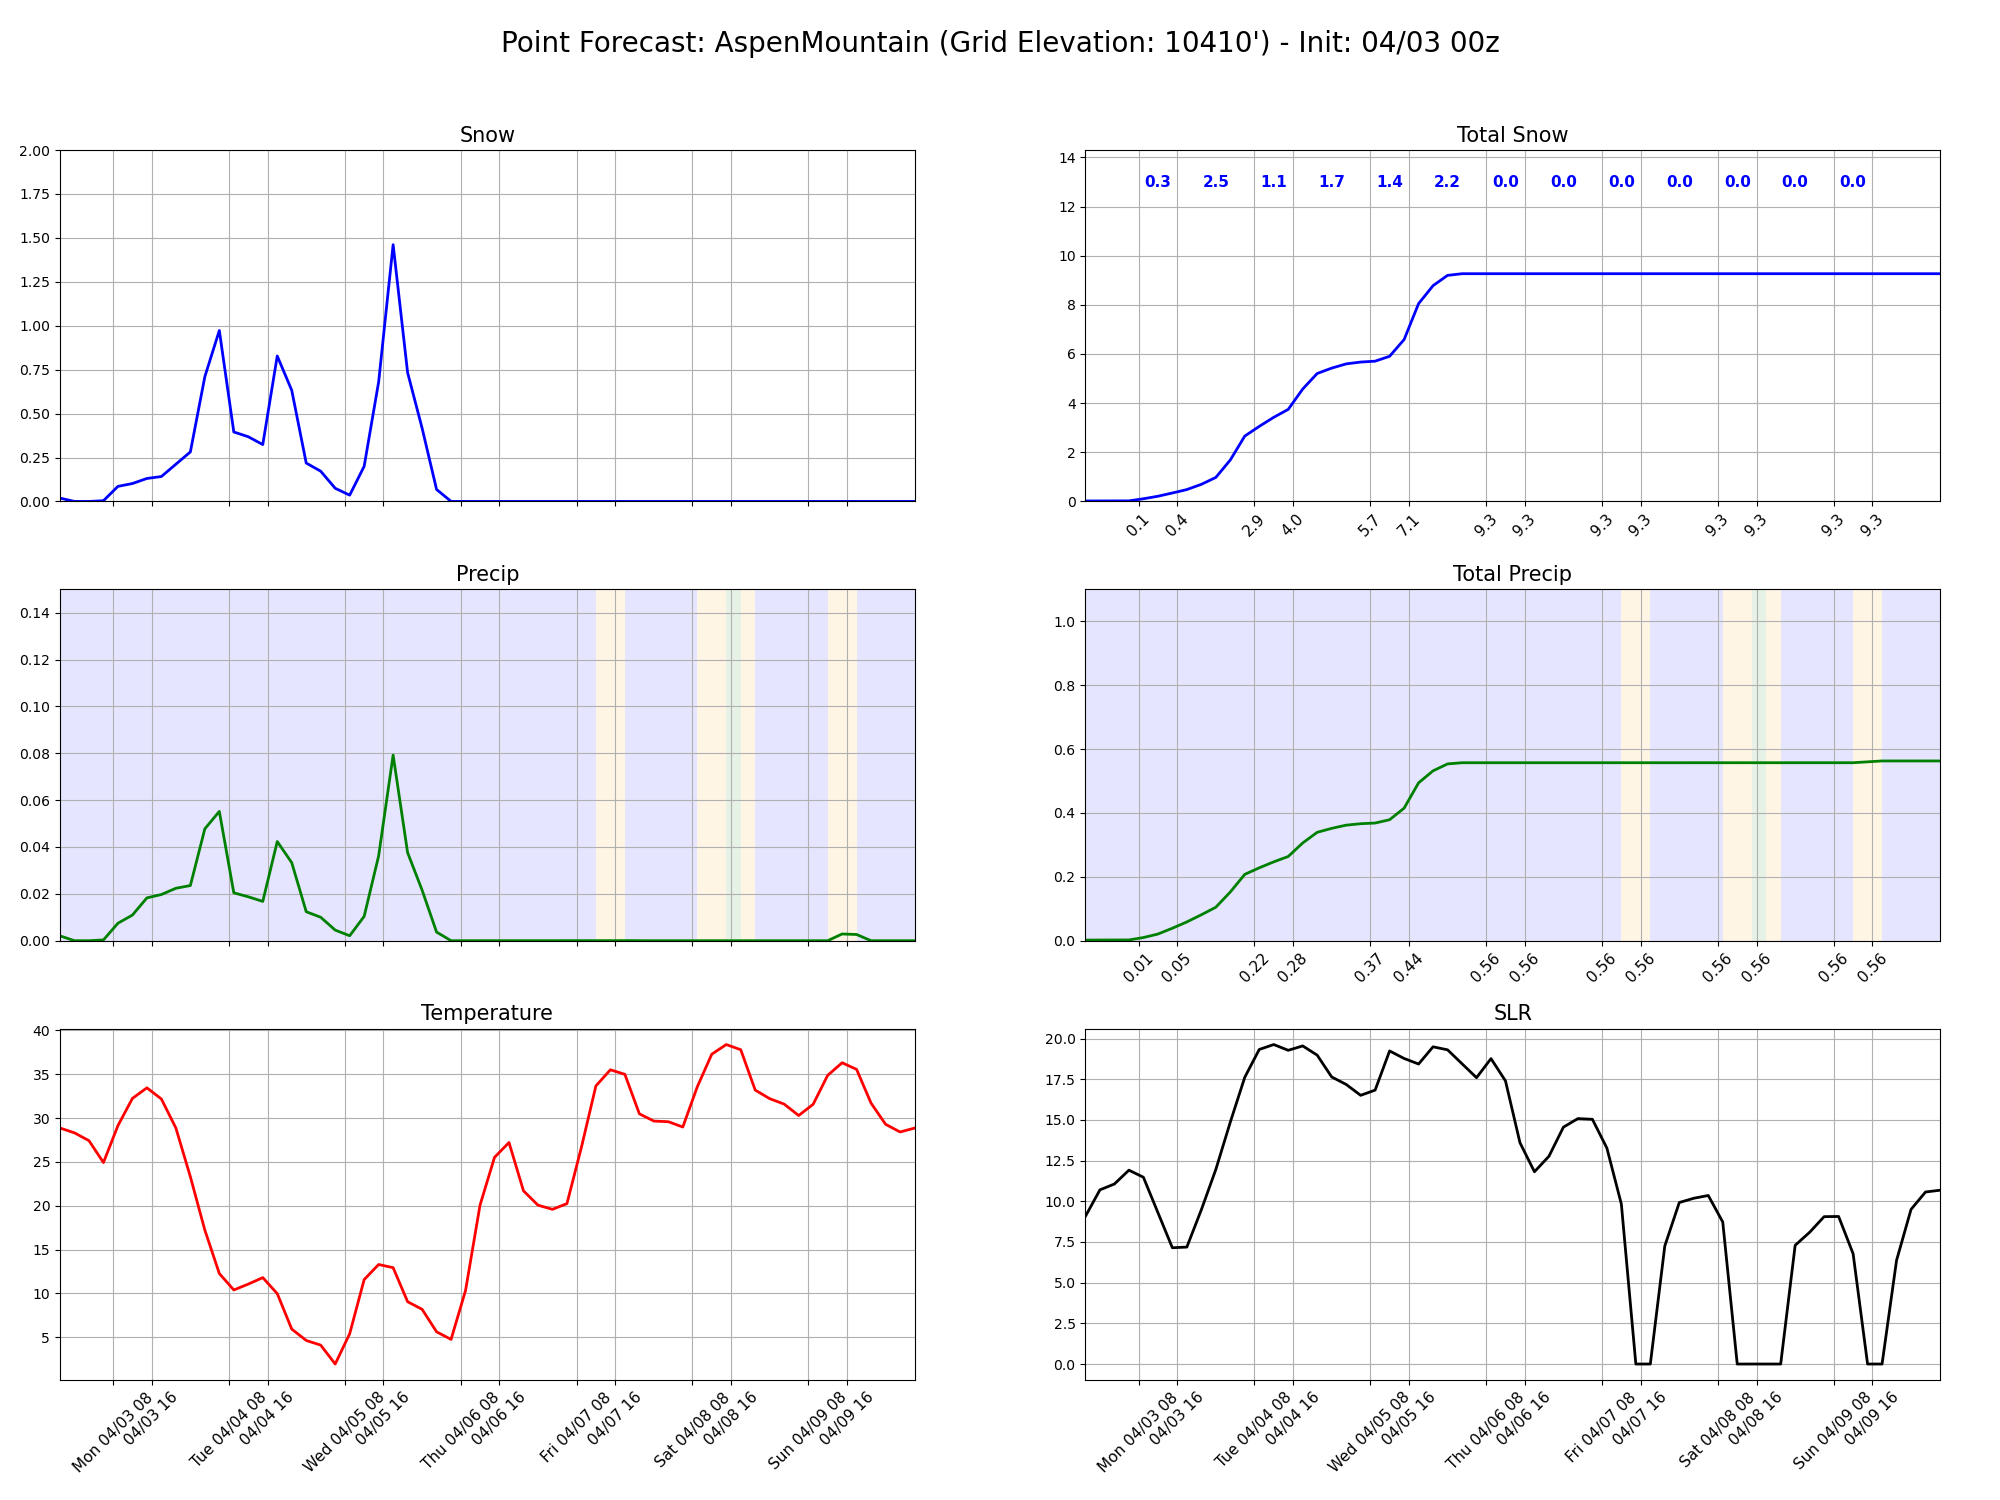 Point Forecast: AspenMountain (Grid Elevation: 10410') - Init: 04/03 00z
Snow
2.00
1.75
1.50
1.25
1.00
0.75
0.50
0.25
0.00
Total Snow
14
12
10
8
6
4
2
0
0.3 2.5 1.1 1.7 1.4 2.2 0.0 0.0 0.0 0.0 0.0 0.0 0.0
0.1 0.4 2.9 4.0 5.7 7.1 9.3 9.3 9.3 9.3 9.3 9.3 9.3 9.3
Precip
0.14
0.12
0.10
0.08
0.06
0.04
0.02
0.00
Total Precip
1.0
0.8
0.6
0.4
0.2
0.0
0.01 0.05 0.22 0.28 0.37 0.44 0.56 0.56 0.56 0.56 0.56 0.56 0.56 0.56
Temperature
40
35
30
25
20
15
10
5
Mon 04/03 08
04/03 16
Tue 04/04 08
04/04 16
Wed 04/05 08
04/05 16
Thu 04/06 08
04/06 16
Fri 04/07 08
04/07 16
Sat 04/08 08
04/08 16
Sun 04/09 08
04/09 16
SLR
20.0
17.5
15.0
12.5
10.0
7.5
5.0
2.5
0.0
Mon 04/03 08
04/03 16
Tue 04/04 08
04/04 16
Wed 04/05 08
04/05 16
Thu 04/06 08
04/06 16
Fri 04/07 08
04/07 16
Sat 04/08 08
04/08 16
Sun 04/09 08
04/09 16